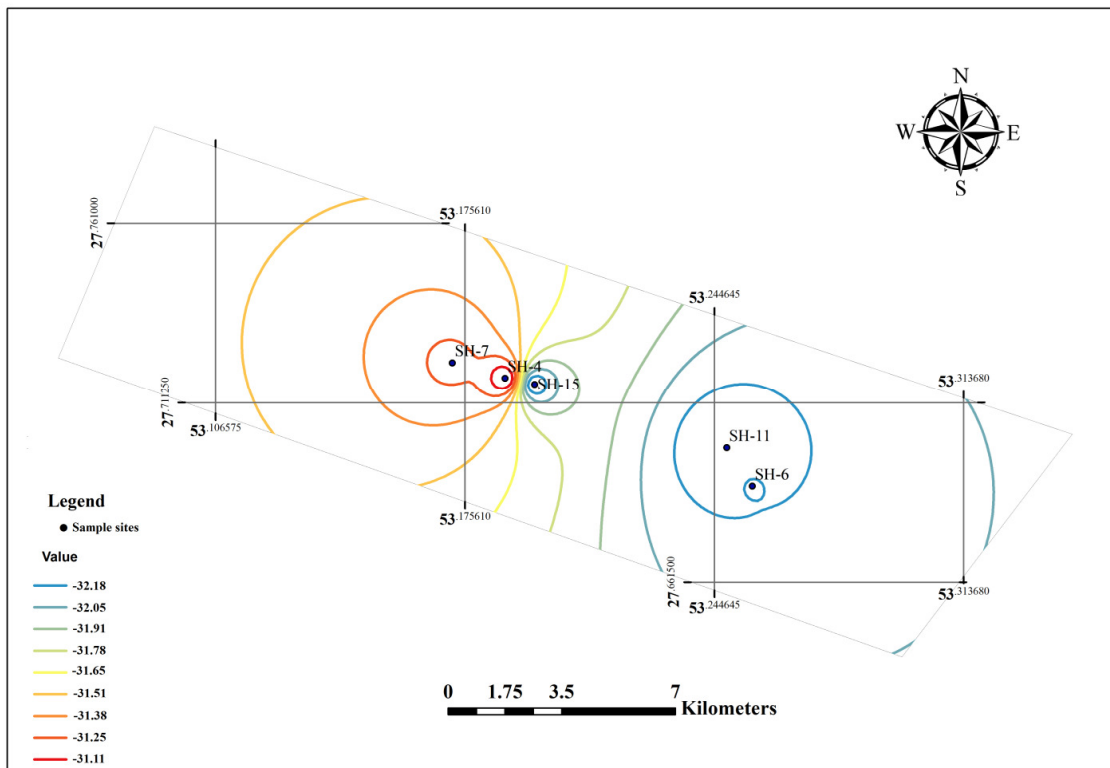 N
W E
S
53.175610
27.761000
53.244645
SH-7
SH-4
SH-15
53.313680
27.711250
53.106575
SH-11
SH-6
53.175610
27.661500
53.244645
53.313680
Legend
Sample sites
Value
-32.18
-32.05
-31.91
-31.78
-31.65
-31.51
-31.38
-31.25
-31.11
0 1.75 3.5 7
Kilometers